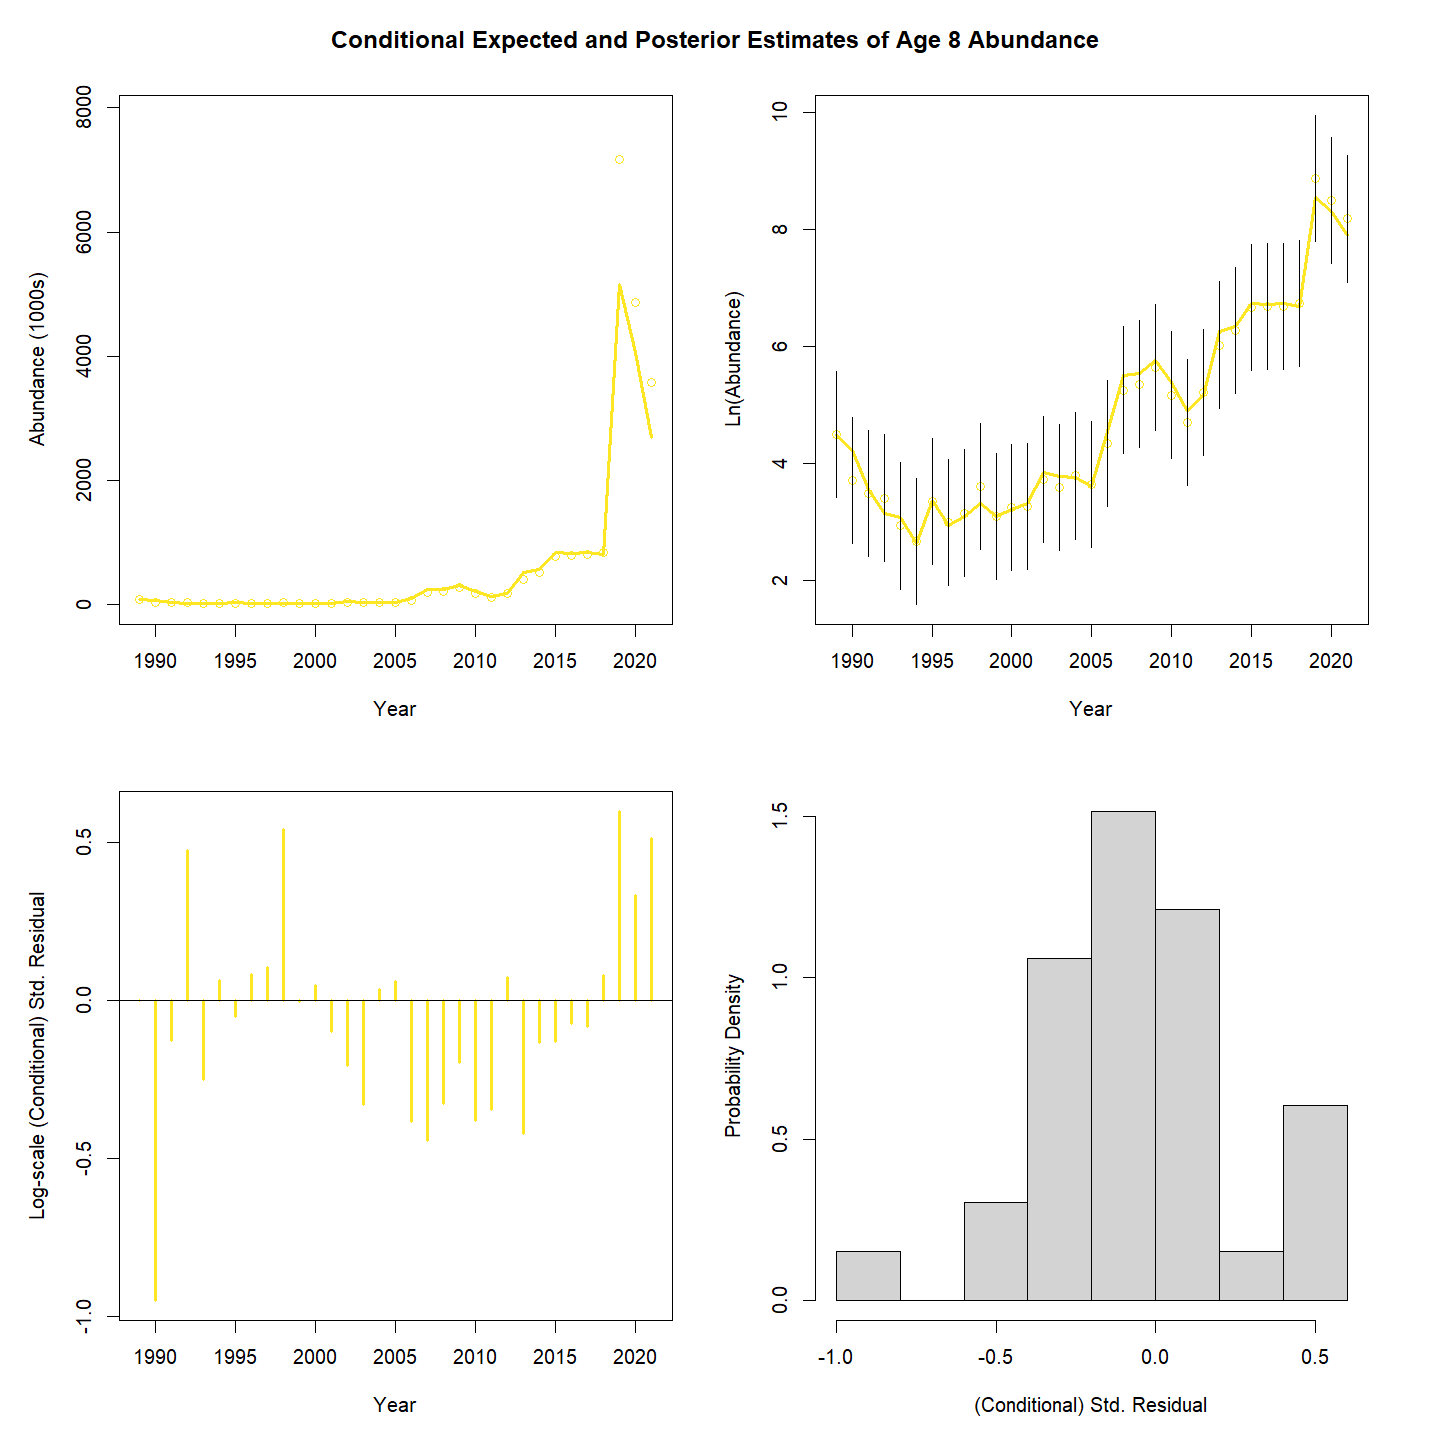 Conditional Expected and Posterior Estimates of Age 8 Abundance
Abundance (1000s)
8000
6000
4000
2000
0
1990 1995 2000 2005 2010 2015 2020
Year
Ln(Abundance)
10
8
6
4
2
1990 1995 2000 2005 2010 2015 2020
Year
Log-scale (Conditional) Std. Residual
0.5
0.0
-0.5
-1.0
1990 1995 2000 2005 2010 2015 2020
Year
Probability Density
1.5
1.0
0.5
0.0
-1.0 -0.5 0.0 0.5
(Conditional) Std. Residual